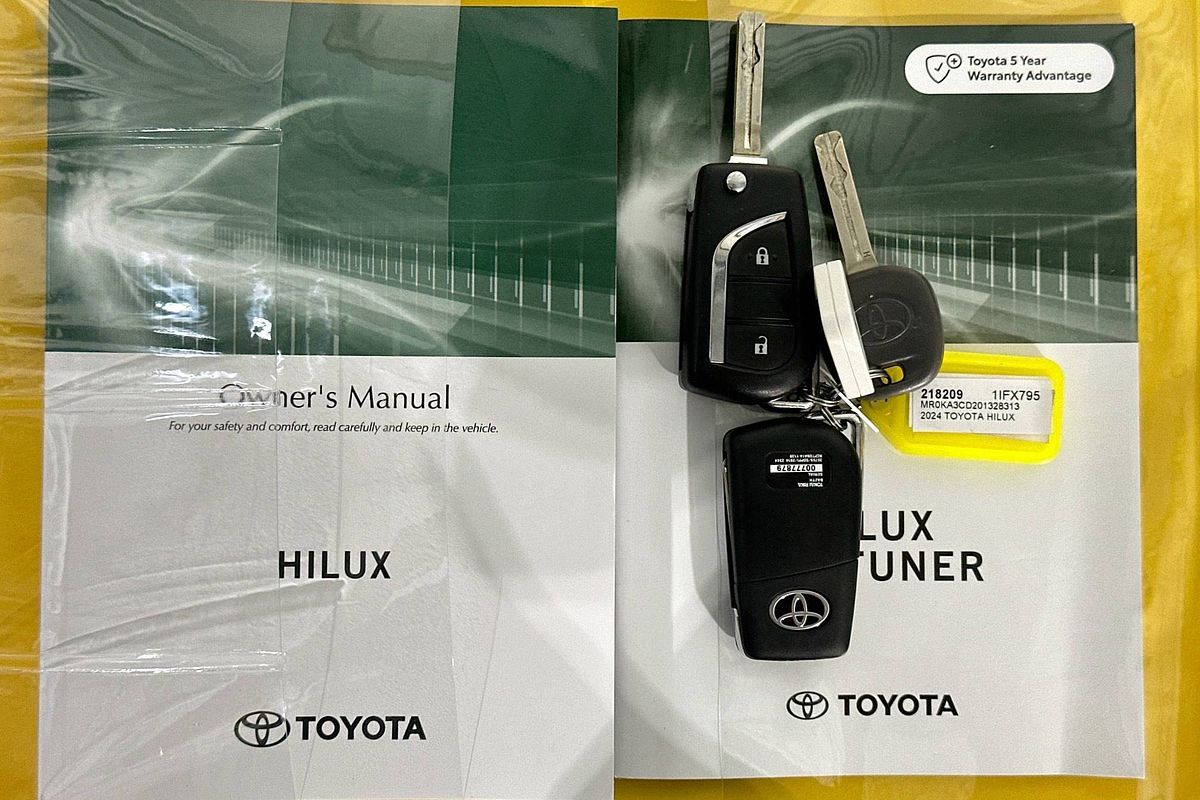 Owner's Manual
For your safety and comfort, read carefully and keep in the vehicle.
HILUX
TOYOTA
Toyota 5 Year
Warranty Advantage
218209 1IFX795
MR0KA3CD201328313
2024 TOYOTA HILUX
00777879
SERIAL
LUX
TUNER
TOYOTA